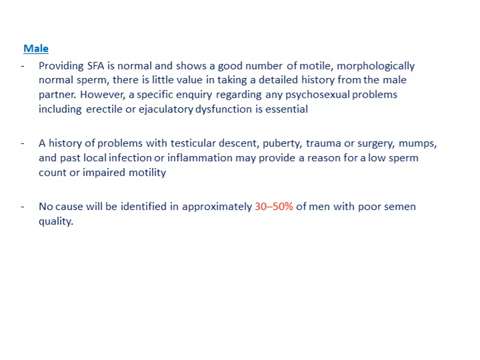 Male
- Providing SFA is normal and shows a good number of motile, morphologically
normal sperm, there is little value in taking a detailed history from the male
partner. However, a specific enquiry regarding any psychosexual problems
including erectile or ejaculatory dysfunction is essential
- A history of problems with testicular descent, puberty, trauma or surgery, mumps,
and past local infection or inflammation may provide a reason for a low sperm
count or impaired motility
- No cause will be identified in approximately 30–50% of men with poor semen
quality.